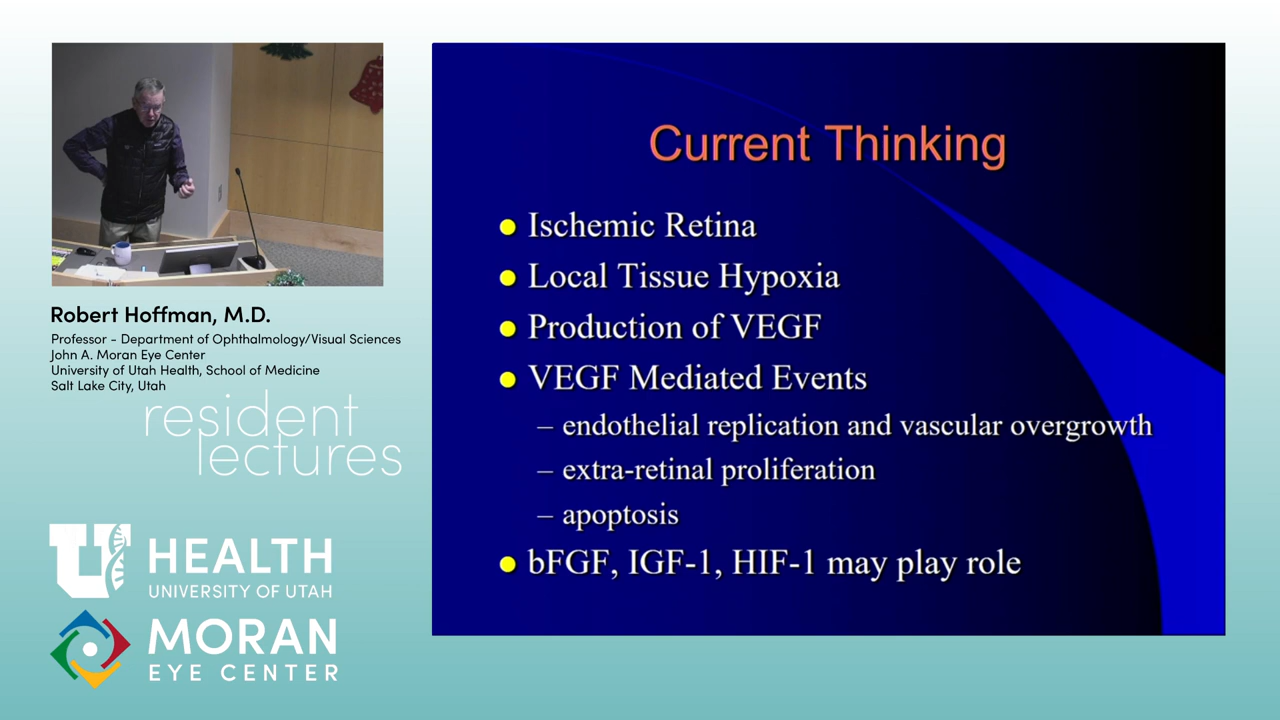 Current Thinking
● Ischemic Retina
● Local Tissue Hypoxia
● Production of VEGF
● VEGF Mediated Events
– endothelial replication and vascular overgrowth
– extra-retinal proliferation
– apoptosis
● bFGF, IGF-1, HIF-1 may play role
Robert Hoffman, M.D.
Professor - Department of Ophthalmology/Visual Sciences
John A. Moran Eye Center
University of Utah Health, School of Medicine
Salt Lake City, Utah
resident
lectures
U HEALTH
UNIVERSITY OF UTAH
MORAN
EYE CENTER